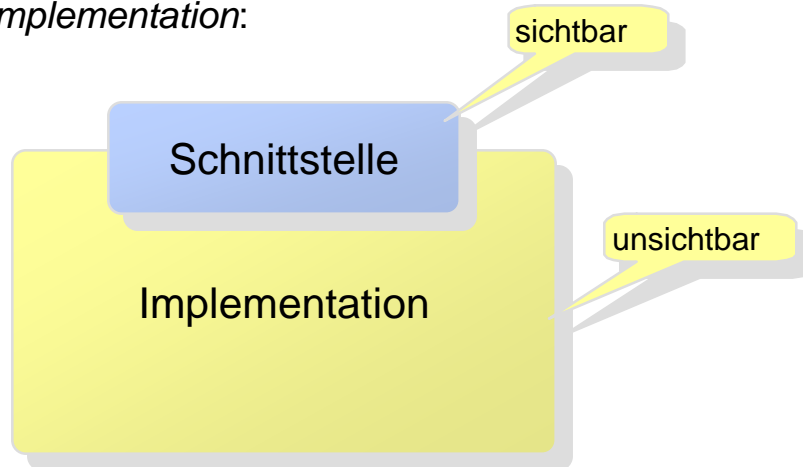 mplementation:
sichtbar
Schnittstelle
unsichtbar
Implementation